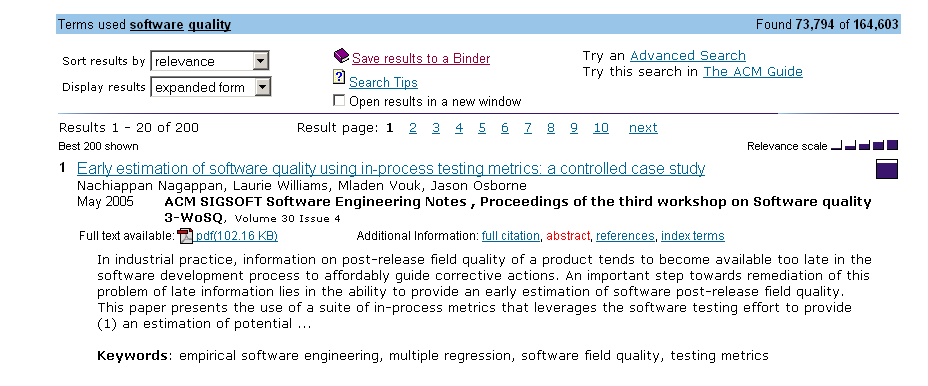 Terms used software quality Found 73,794 of 164,603
Sort results by relevance Save results to a Binder Try an Advanced Search
Display results expanded form ? Search Tips Try this search in The ACM Guide
Open results in a new window
Results 1 - 20 of 200 Result page: 1 2 3 4 5 6 7 8 9 10 next
Best 200 shown Relevance scale
1 Early estimation of software quality using in-process testing metrics: a controlled case study
Nachiappan Nagappan, Laurie Williams, Mladen Vouk, Jason Osborne
May 2005 ACM SIGSOFT Software Engineering Notes , Proceedings of the third workshop on Software quality
3-WoSQ, Volume 30 Issue 4
Full text available: pdf(102.16 KB) Additional Information: full citation, abstract, references, index terms
In industrial practice, information on post-release field quality of a product tends to become available too late in the
software development process to affordably guide corrective actions. An important step towards remediation of this
problem of late information lies in the ability to provide an early estimation of software post-release field quality.
This paper presents the use of a suite of in-process metrics that leverages the software testing effort to provide
(1) an estimation of potential ...
Keywords: empirical software engineering, multiple regression, software field quality, testing metrics